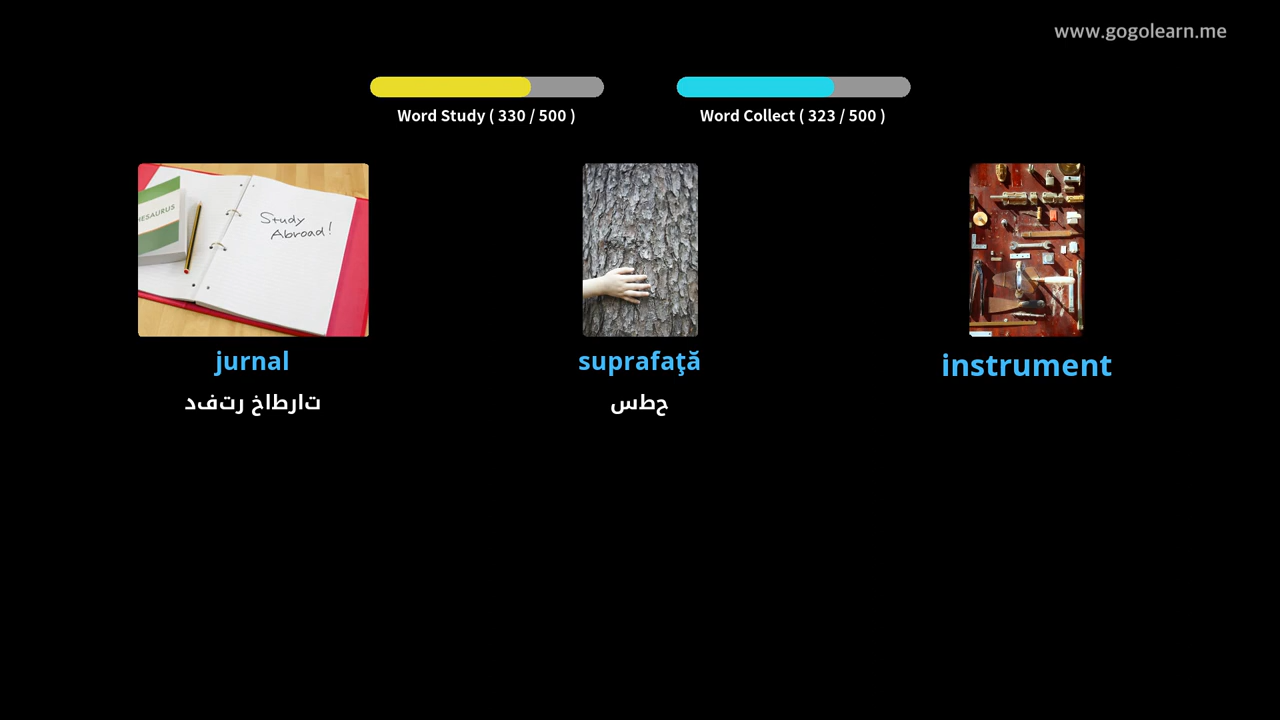 www.gogolearn.me
Word Study ( 330 / 500 )
Word Collect ( 323 / 500 )
THESAURUS
Study
Abroad!
jurnal
suprafaţă
instrument
دفتر خاطرات
سطح